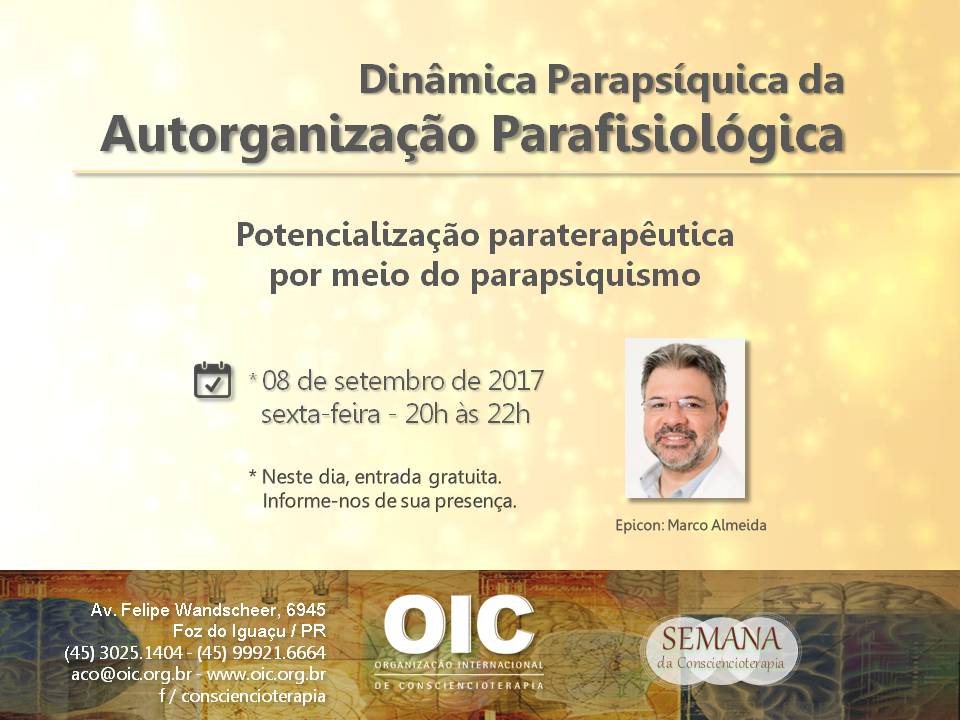 Dinâmica Parapsíquica da
Autorganização Parafisiológica
Potencialização paraterapêutica
por meio do parapsiquismo
* 08 de setembro de 2017
sexta-feira - 20h às 22h
* Neste dia, entrada gratuita.
Informe-nos de sua presença.
Epicon: Marco Almeida
Av. Felipe Wandscheer, 6945
Foz do Iguaçu / PR
(45) 3025.1404 - (45) 99921.6664
aco@oic.org.br - www.oic.org.br
f / consciencioterapia
OIC
ORGANIZAÇÃO INTERNACIONAL
DE CONSCIENCIOTERAPIA
SEMANA
da Consciencioterapia